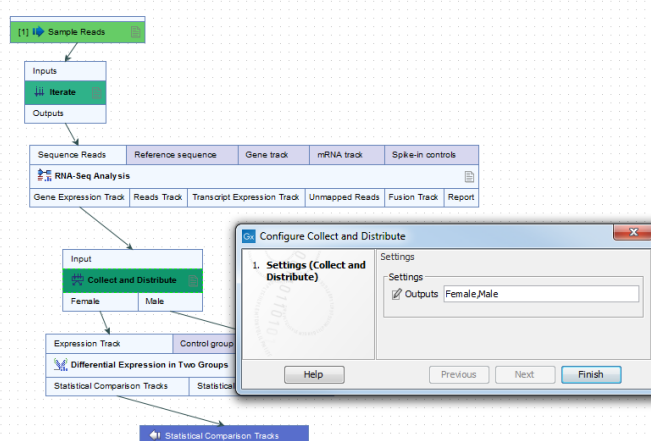 [1] Sample Reads
Inputs
Iterate
Outputs
Sequence Reads Reference sequence Gene track mRNA track Spike-in controls
RNA-Seq Analysis
Gene Expression Track Reads Track Transcript Expression Track Unmapped Reads Fusion Track Report
Input
Collect and Distribute
Female Male
Expression Track Control group
Differential Expression in Two Groups
Statistical Comparison Tracks Statistical
Statistical Comparison Tracks
Gx Configure Collect and Distribute
1. Settings (Collect and
Distribute)
Settings
Settings
Outputs Female,Male
Help Previous Next Finish